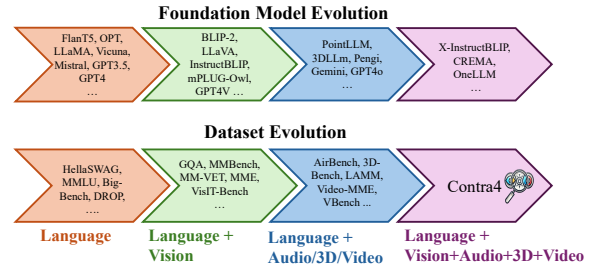 Foundation Model Evolution
FlanT5, OPT,
LLaMA, Vicuna,
Mistral, GPT3.5,
GPT4
…
BLIP-2,
LLaVA,
InstructBLIP,
mPLUG-Owl,
GPT4V …
PointLLM,
3DLLm, Pengi,
Gemini, GPT4o
…
X-InstructBLIP,
CREMA,
OneLLM
…
Dataset Evolution
HellaSWAG,
MMLU, Big-
Bench, DROP,
….
GQA, MMBench,
MM-VET, MME,
VisIT-Bench
…
AirBench, 3D-
Bench, LAMM,
Video-MME,
VBench ...
Contra4
Language
Language +
Vision
Language +
Audio/3D/Video
Language +
Vision+Audio+3D+Video